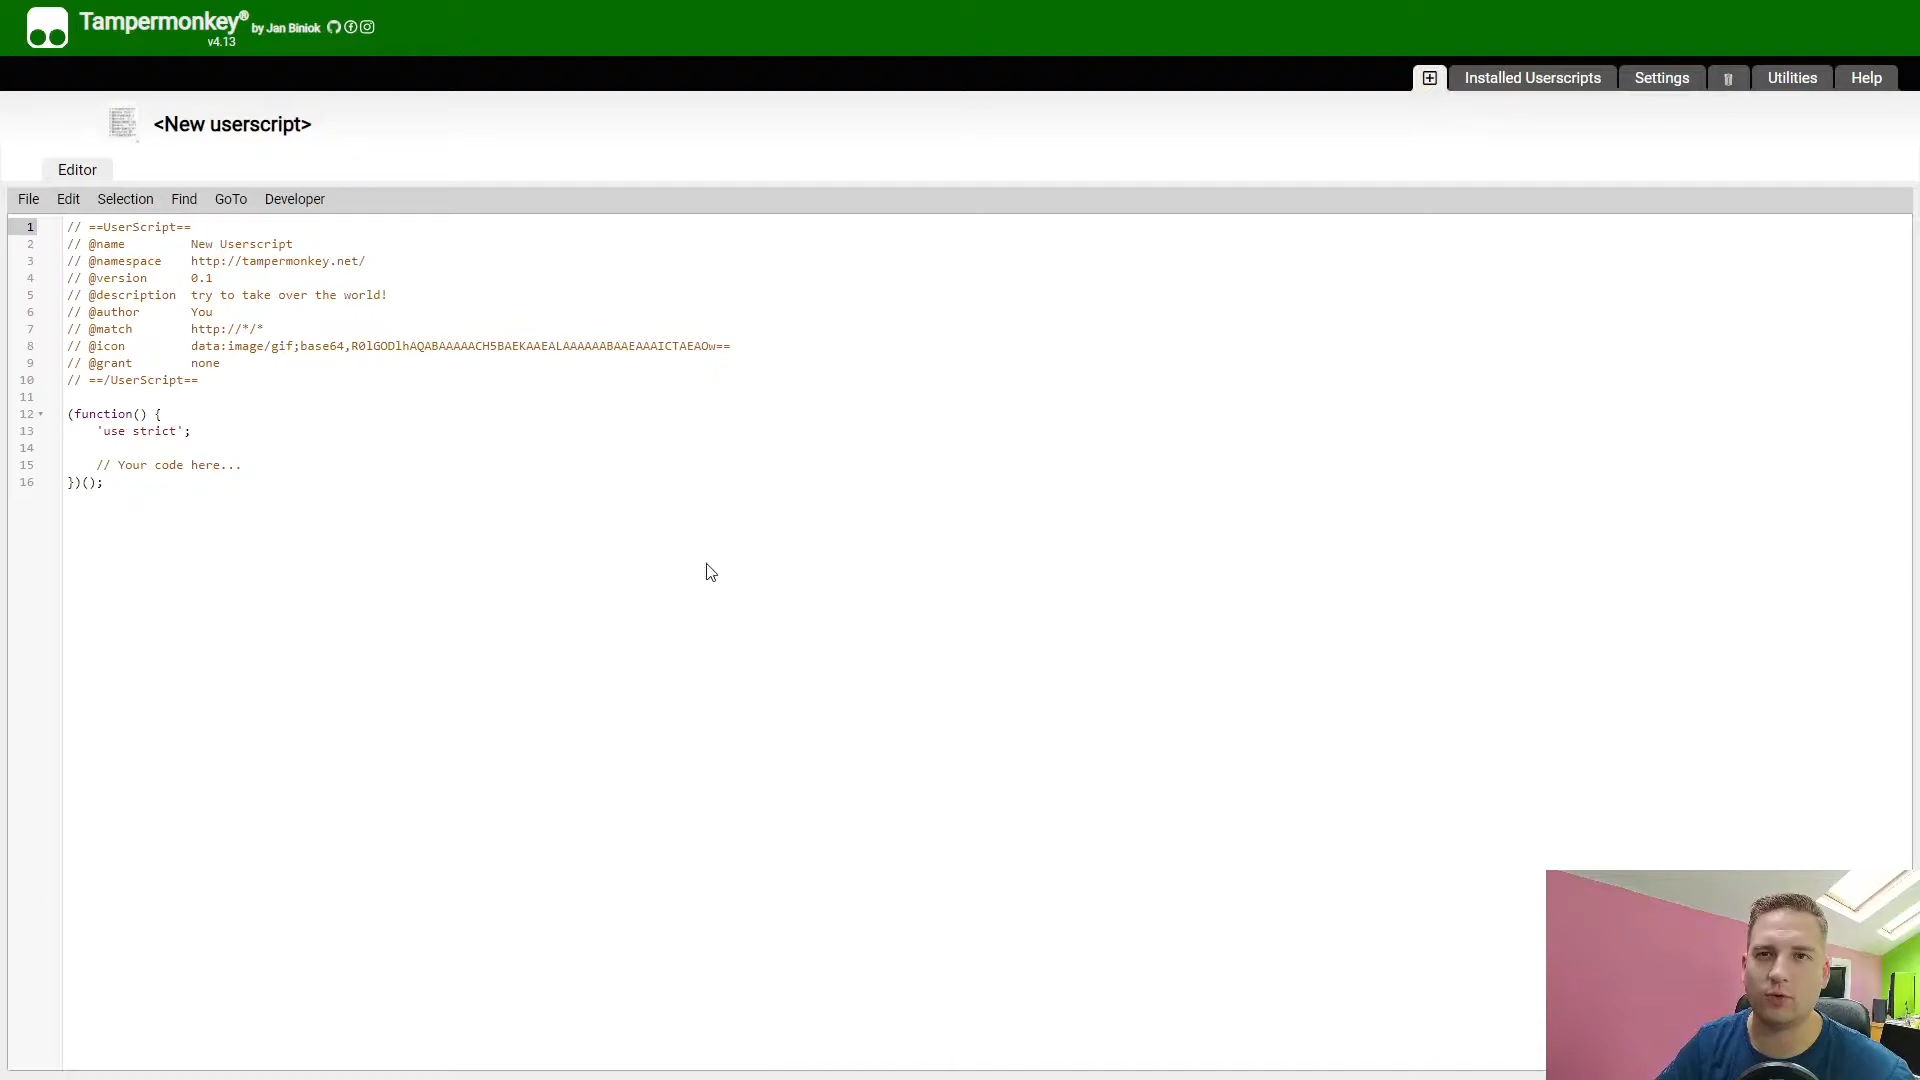 Tampermonkey® by Jan Biniok
v4.13
Installed Userscripts Settings Utilities Help
<New userscript>
Editor
File Edit Selection Find GoTo Developer
1 // ==UserScript==
2 // @name New Userscript
3 // @namespace http://tampermonkey.net/
4 // @version 0.1
5 // @description try to take over the world!
6 // @author You
7 // @match http://*/*
8 // @icon data:image/gif;base64,R0lGODlhAQABAAAAACH5BAEKAAEALAAAAAABAAEAAAICTAEAOw==
9 // @grant none
10 // ==/UserScript==
11
12 (function() {
13 'use strict';
14
15 // Your code here...
16 })();